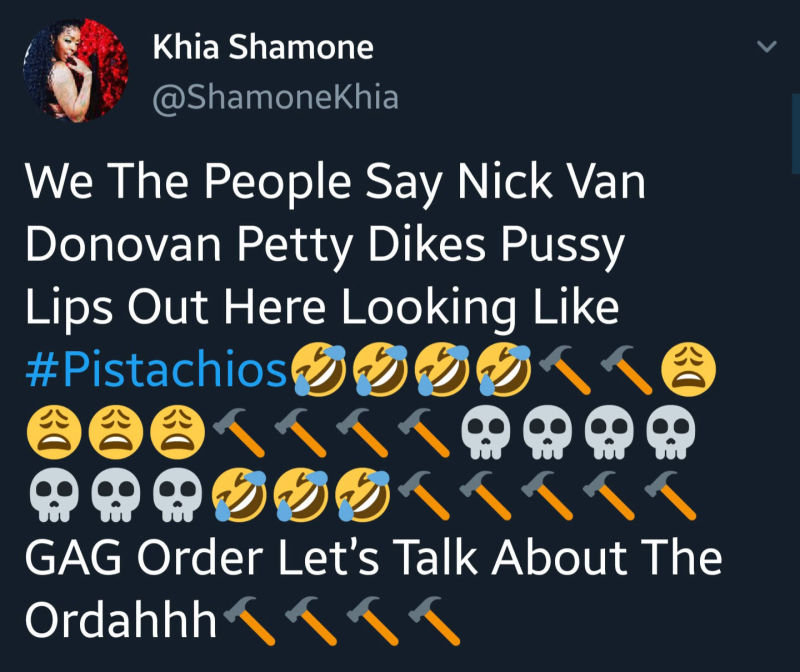 Khia Shamone
@ShamoneKhia
We The People Say Nick Van
Donovan Petty Dikes Pussy
Lips Out Here Looking Like
#Pistachios🤣🤣🤣🤣🔨🔨😩
😩😩😩🔨🔨🔨🔨💀💀💀💀
💀💀💀🤣🤣🤣🔨🔨🔨🔨🔨
GAG Order Let’s Talk About The
Ordahhh🔨🔨🔨🔨